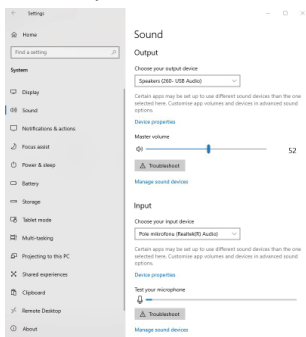 Settings
Home
Find a setting
System
Display
Sound
Notifications & actions
Focus assist
Power & sleep
Battery
Storage
Tablet mode
Multi-tasking
Projecting to this PC
Shared experiences
Clipboard
Remote Desktop
About
Sound
Output
Choose your output device
Speakers (260- USB Audio)
Certain apps may be set up to use different sound devices than the one
selected here. Customise app volumes and devices in advanced sound
options.
Device properties
Master volume
52
Troubleshoot
Manage sound devices
Input
Choose your input device
Pole mikrofonu (Realtek(R) Audio)
Certain apps may be set up to use different sound devices than the one
selected here. Customise app volumes and devices in advanced sound
options.
Device properties
Test your microphone
Troubleshoot
Manage sound devices